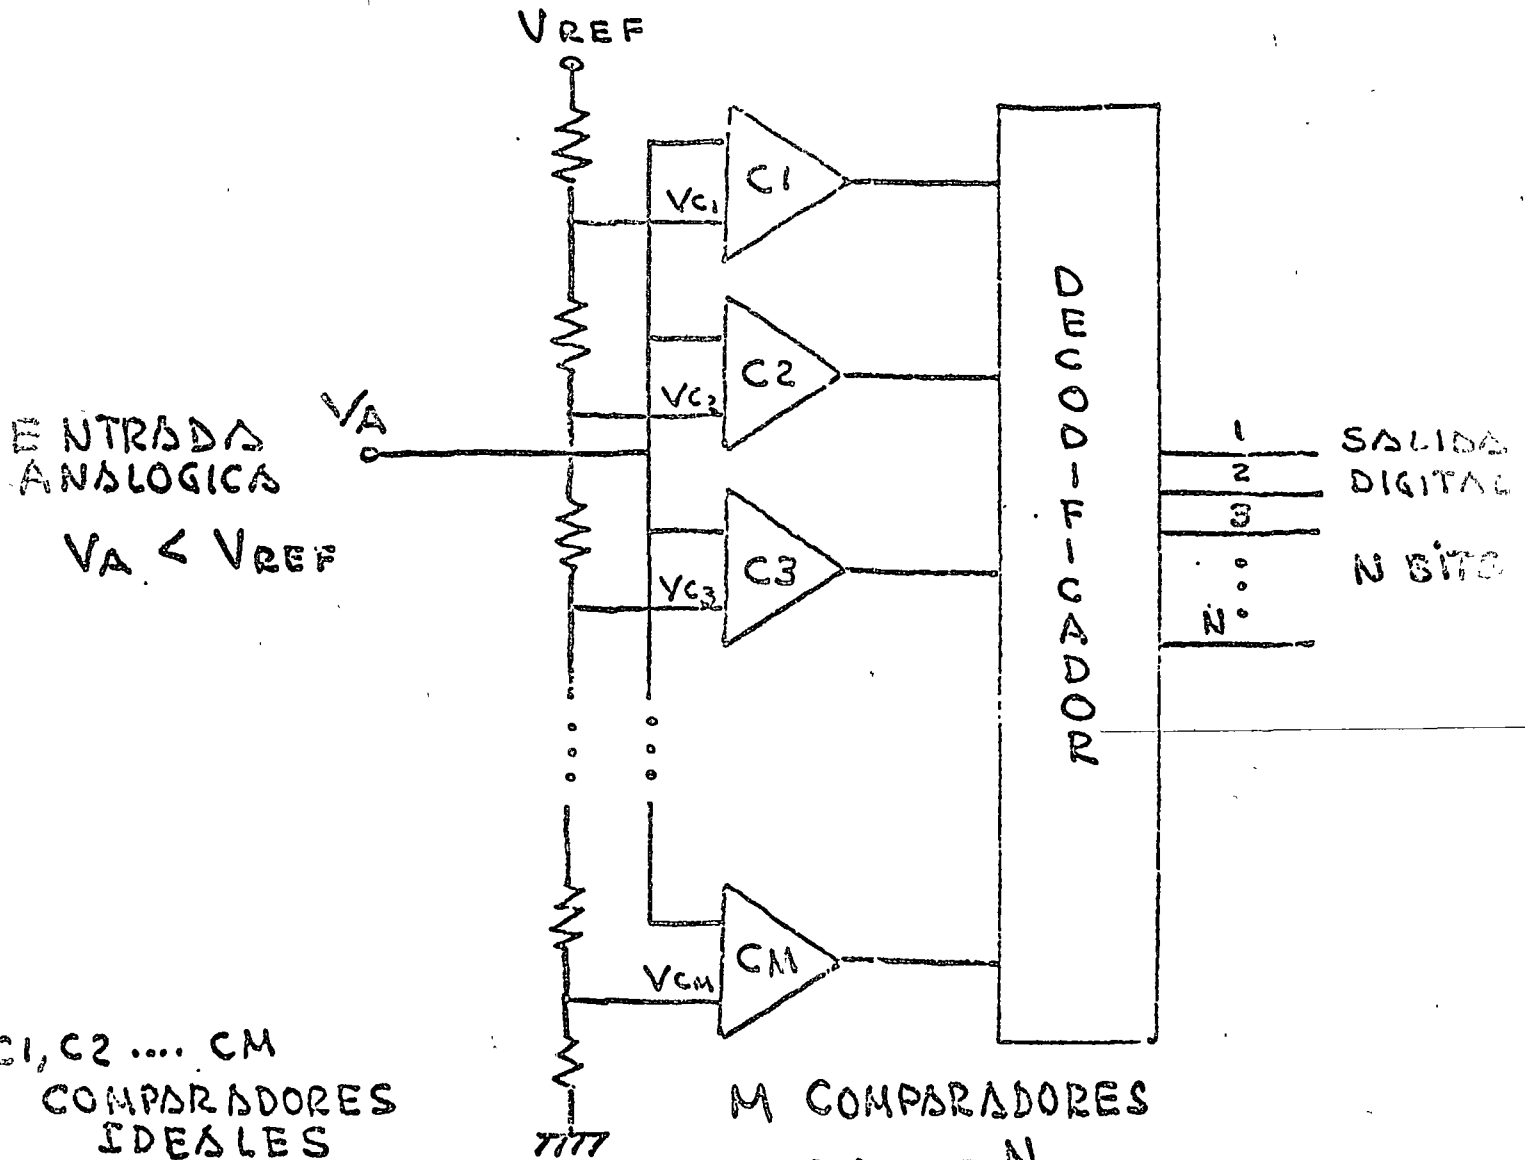 VREF
C1
VC1
C2
VC2
C3
VC3
CM
VCM
ENTRADA
ANALOGICA
VA
VA < VREF
DECODIFICADOR
1
2
3
N
SALIDA
DIGITAL
N BITS
C1, C2 .... CM
COMPARADORES
IDEALES
M COMPARADORES
N